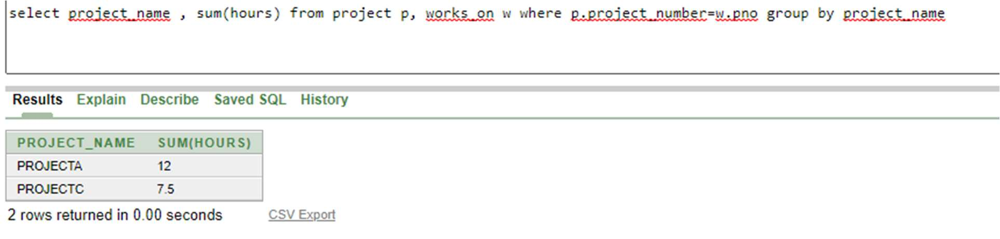 select project_name , sum(hours) from project p, works_on w where p.project_number=w.pno group by project_name
Results Explain Describe Saved SQL History
PROJECT_NAME SUM(HOURS)
PROJECTA 12
PROJECTC 7.5
2 rows returned in 0.00 seconds CSV Export